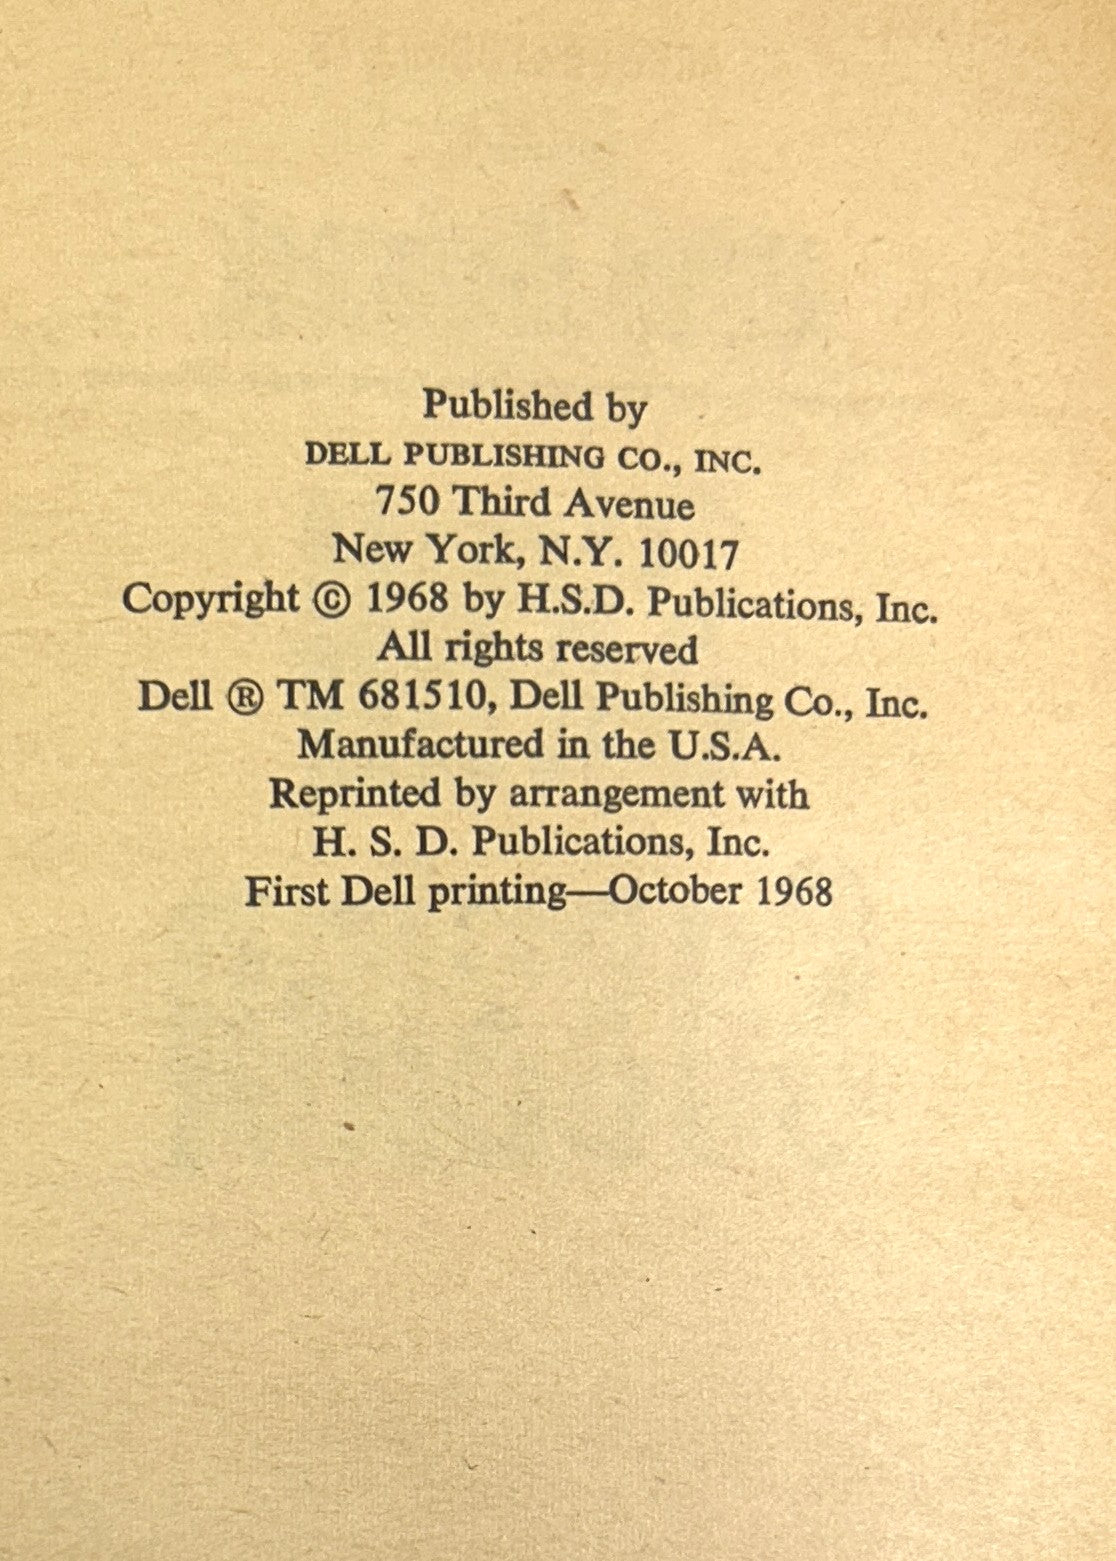 Published by
DELL PUBLISHING CO., INC.
750 Third Avenue
New York, N.Y. 10017
Copyright © 1968 by H.S.D. Publications, Inc.
All rights reserved
Dell ® TM 681510, Dell Publishing Co., Inc.
Manufactured in the U.S.A.
Reprinted by arrangement with
H. S. D. Publications, Inc.
First Dell printing—October 1968